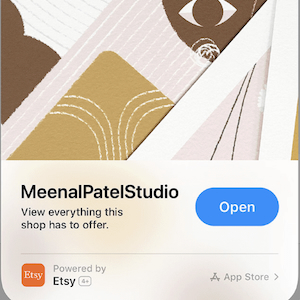 MeenalPatelStudio
View everything this
shop has to offer.
Open
Etsy
Powered by
Etsy 4+
App Store